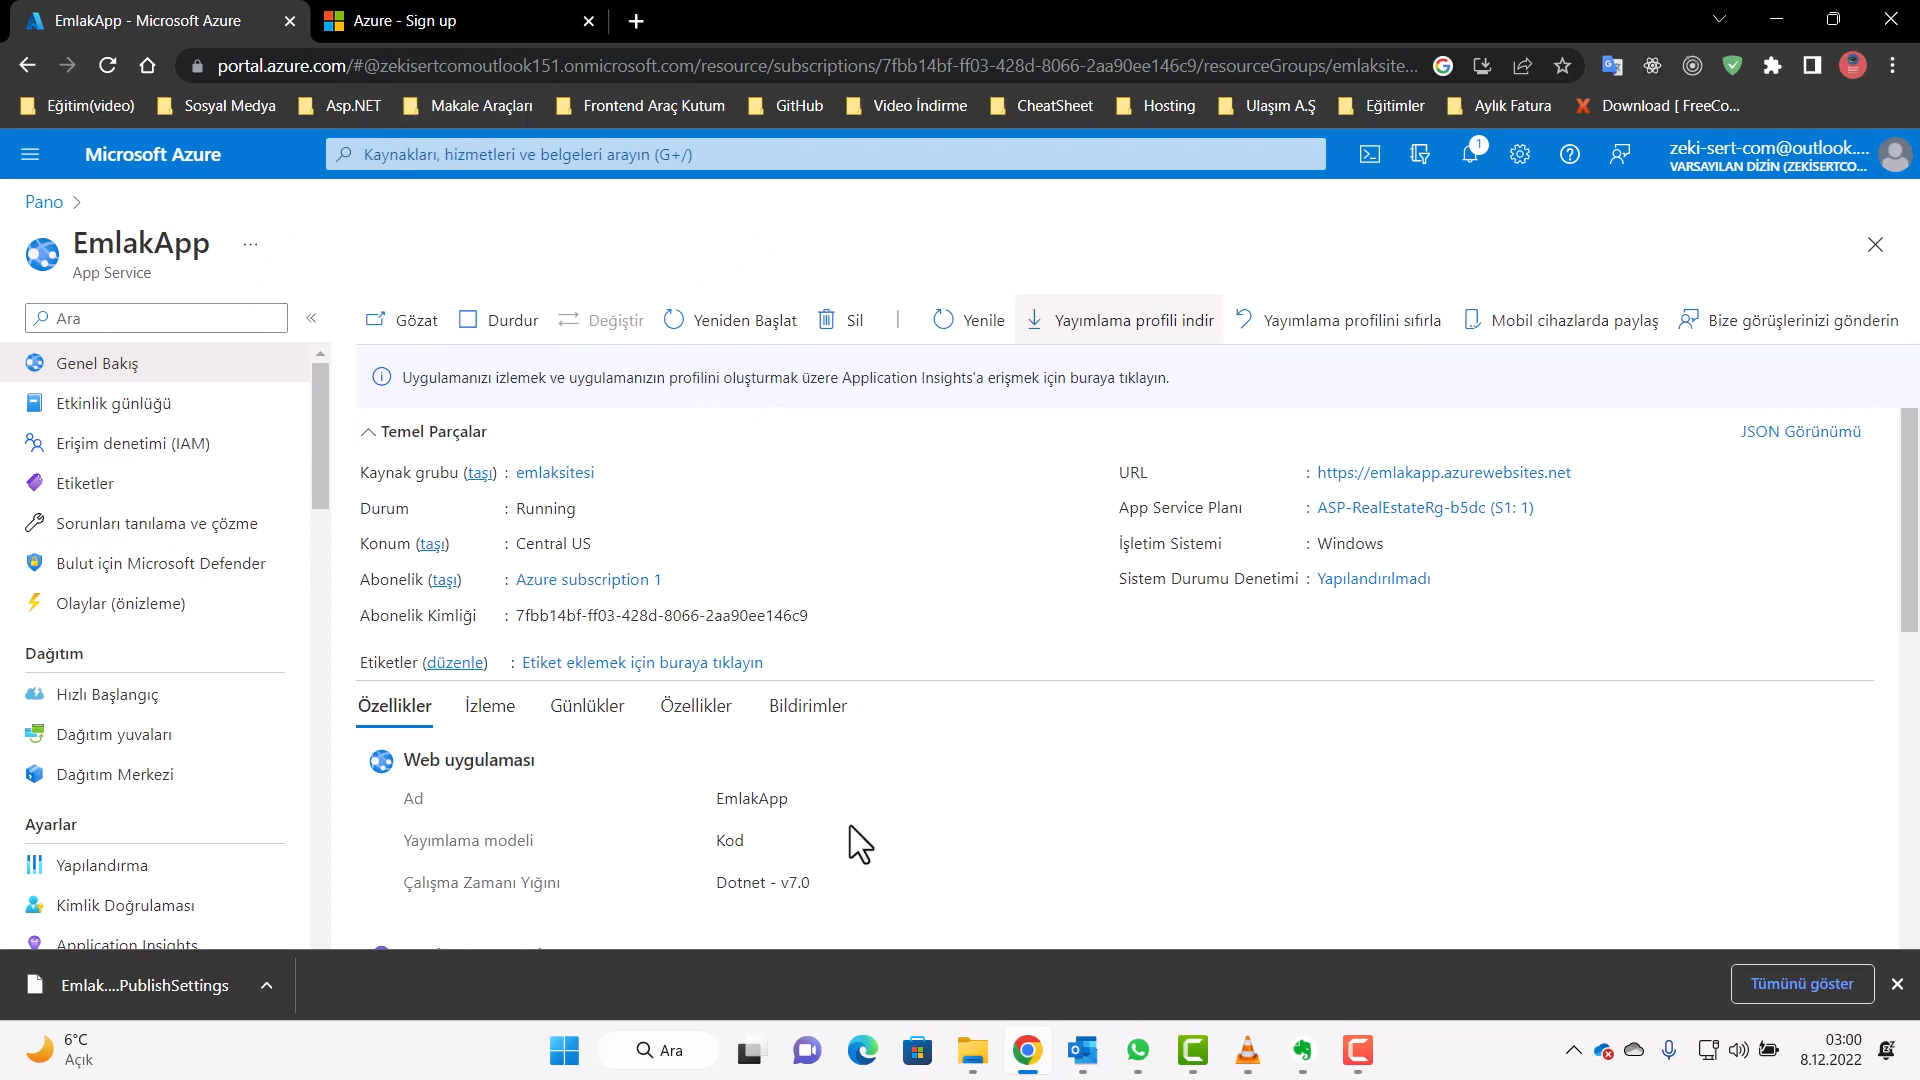 EmlakApp - Microsoft Azure
Azure - Sign up
portal.azure.com/#@zekisertcomoutlook151.onmicrosoft.com/resource/subscriptions/7fbb14bf-ff03-428d-8066-2aa90ee146c9/resourceGroups/emlaksite...
Eğitim(video) Sosyal Medya Asp.NET Makale Araçları Frontend Araç Kutum GitHub Video İndirme CheatSheet Hosting Ulaşım A.Ş Eğitimler Aylık Fatura Download [ FreeCo...
Microsoft Azure
Kaynakları, hizmetleri ve belgeleri arayın (G+/)
1
zeki-sert-com@outlook....
VARSAYILAN DİZİN (ZEKİSERTCO...
Pano
EmlakApp ...
App Service
Ara
Gözat Durdur Değiştir Yeniden Başlat Sil Yenile Yayımlama profili indir Yayımlama profilini sıfırla Mobil cihazlarda paylaş Bize görüşlerinizi gönderin
Genel Bakış
Etkinlik günlüğü
Erişim denetimi (IAM)
Etiketler
Sorunları tanılama ve çözme
Bulut için Microsoft Defender
Olaylar (önizleme)
Dağıtım
Hızlı Başlangıç
Dağıtım yuvaları
Dağıtım Merkezi
Ayarlar
Yapılandırma
Kimlik Doğrulaması
Application Insights
Uygulamanızı izlemek ve uygulamanızın profilini oluşturmak üzere Application Insights'a erişmek için buraya tıklayın.
Temel Parçalar
JSON Görünümü
Kaynak grubu (taşı) : emlaksitesi
Durum : Running
Konum (taşı) : Central US
Abonelik (taşı) : Azure subscription 1
Abonelik Kimliği : 7fbb14bf-ff03-428d-8066-2aa90ee146c9
URL : https://emlakapp.azurewebsites.net
App Service Planı : ASP-RealEstateRg-b5dc (S1: 1)
İşletim Sistemi : Windows
Sistem Durumu Denetimi : Yapılandırılmadı
Etiketler (düzenle) : Etiket eklemek için buraya tıklayın
Özellikler İzleme Günlükler Özellikler Bildirimler
Web uygulaması
Ad EmlakApp
Yayımlama modeli Kod
Çalışma Zamanı Yığını Dotnet - v7.0
Emlak....PublishSettings
Tümünü göster
6°C
Açık
Ara
03:00
8.12.2022